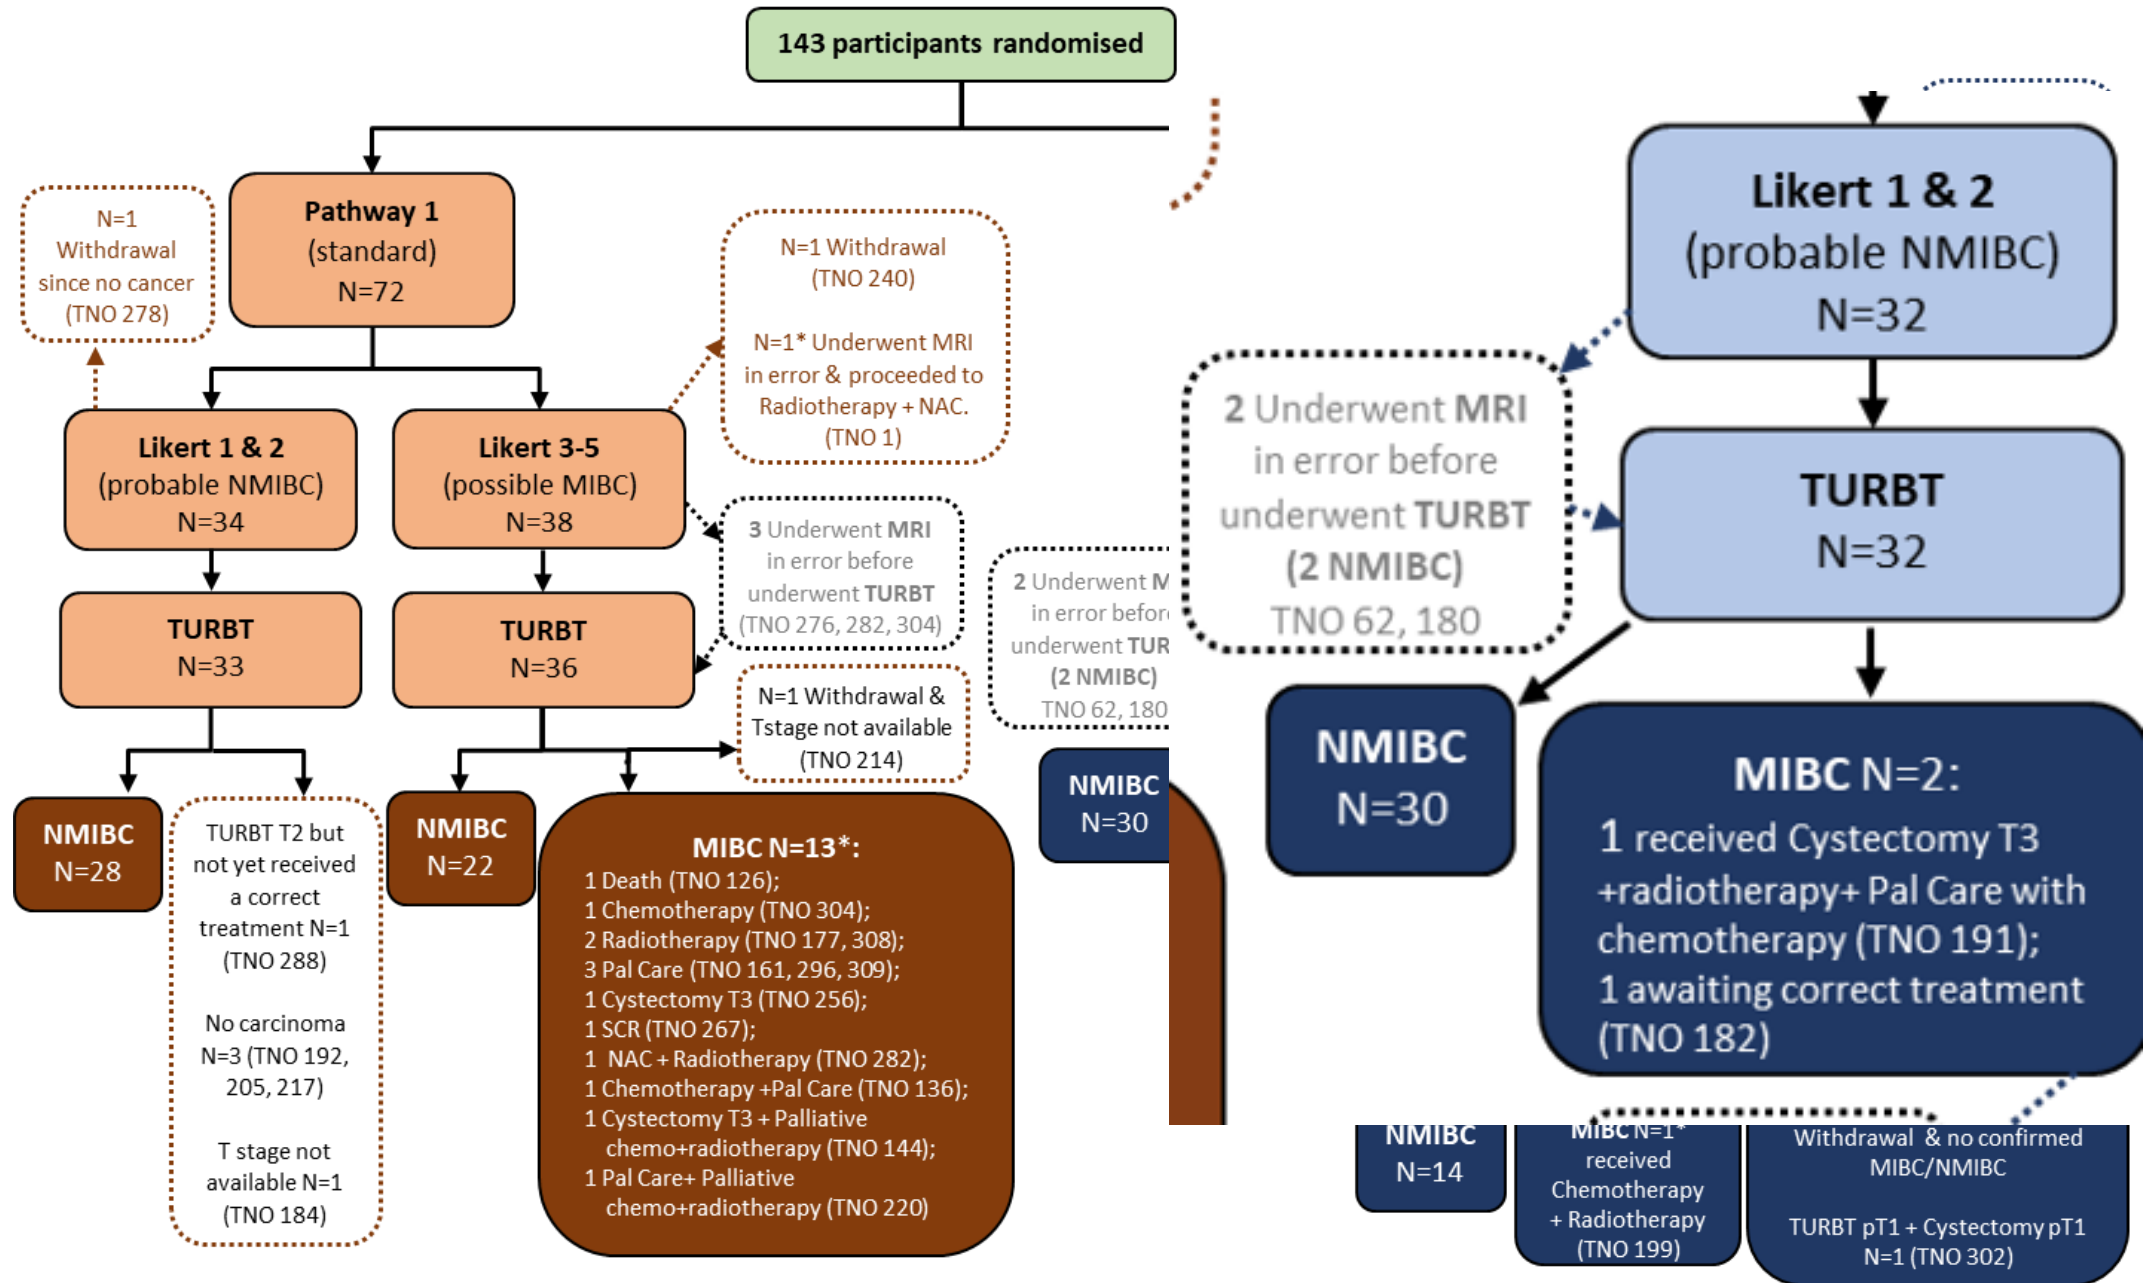 143 participants randomised
Pathway 1
(standard)
N=72
N=1
Withdrawal
since no cancer
(TNO 278)
N=1 Withdrawal
(TNO 240)
N=1* Underwent MRI
in error & proceeded to
Radiotherapy + NAC.
(TNO 1)
Likert 1 & 2
(probable NMIBC)
N=34
Likert 3-5
(possible MIBC)
N=38
3 Underwent MRI
in error before
underwent TURBT
(TNO 276, 282, 304)
TURBT
N=33
TURBT
N=36
N=1 Withdrawal &
Tstage not available
(TNO 214)
NMIBC
N=28
TURBT T2 but
not yet received
a correct
treatment N=1
(TNO 288)
No carcinoma
N=3 (TNO 192,
205, 217)
T stage not
available N=1
(TNO 184)
NMIBC
N=22
MIBC N=13*:
1 Death (TNO 126);
1 Chemotherapy (TNO 304);
2 Radiotherapy (TNO 177, 308);
3 Pal Care (TNO 161, 296, 309);
1 Cystectomy T3 (TNO 256);
1 SCR (TNO 267);
1 NAC + Radiotherapy (TNO 282);
1 Chemotherapy +Pal Care (TNO 136);
1 Cystectomy T3 + Palliative
chemo+radiotherapy (TNO 144);
1 Pal Care+ Palliative
chemo+radiotherapy (TNO 220)
2 Underwent M
in error before
underwent TUR
(2 NMIBC)
TNO 62, 180
NMIBC
N=30
Likert 1 & 2
(probable NMIBC)
N=32
2 Underwent MRI
in error before
underwent TURBT
(2 NMIBC)
TNO 62, 180
TURBT
N=32
NMIBC
N=30
MIBC N=2:
1 received Cystectomy T3
+radiotherapy+ Pal Care with
chemotherapy (TNO 191);
1 awaiting correct treatment
(TNO 182)
NMIBC
N=14
MIBC N=1*
received
Chemotherapy
+ Radiotherapy
(TNO 199)
Withdrawal & no confirmed
MIBC/NMIBC
TURBT pT1 + Cystectomy pT1
N=1 (TNO 302)